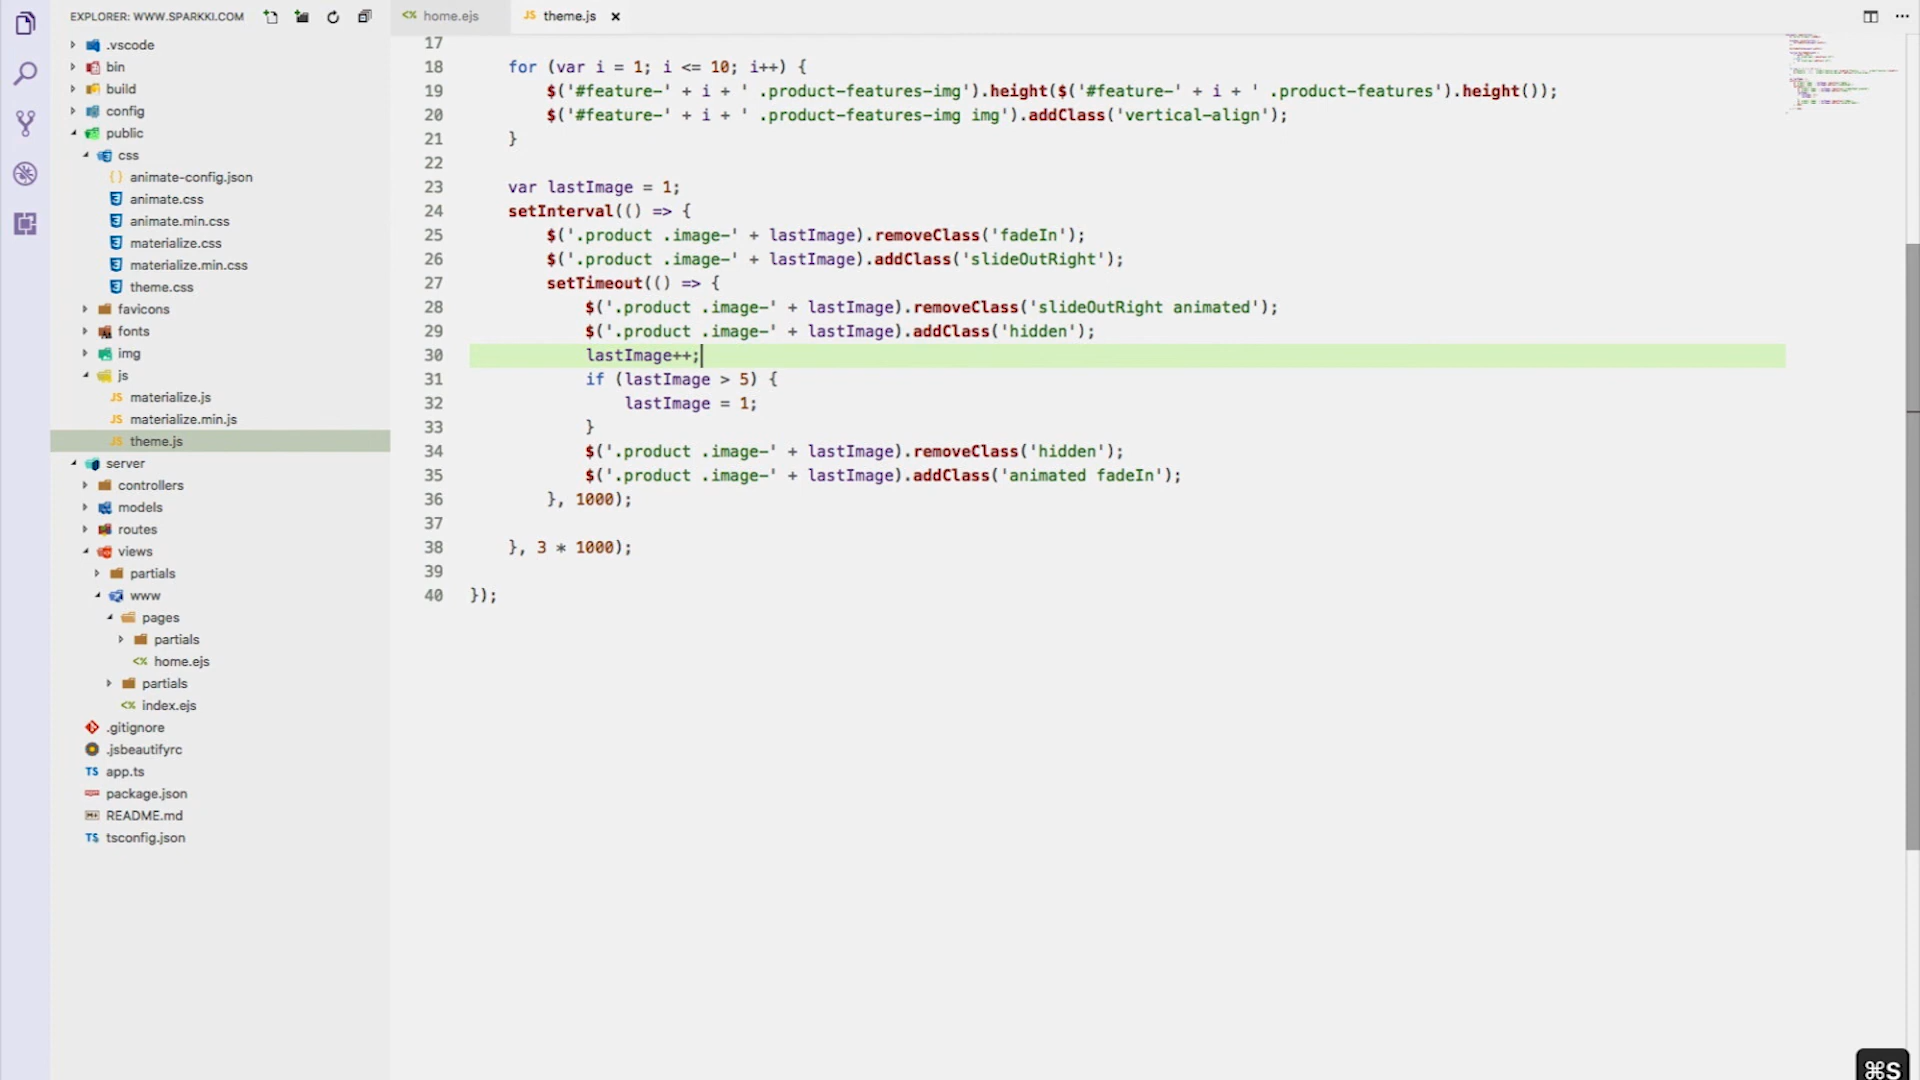 EXPLORER: WWW.SPARKKI.COM
.vscode
bin
build
config
public
css
animate-config.json
animate.css
animate.min.css
materialize.css
materialize.min.css
theme.css
favicons
fonts
img
js
materialize.js
materialize.min.js
theme.js
server
controllers
models
routes
views
partials
www
pages
partials
home.ejs
partials
index.ejs
.gitignore
.jsbeautifyrc
app.ts
package.json
README.md
tsconfig.json
home.ejs
theme.js
17
18 for (var i = 1; i <= 10; i++) {
19 $('#feature-' + i + ' .product-features-img').height($('#feature-' + i + ' .product-features').height());
20 $('#feature-' + i + ' .product-features-img img').addClass('vertical-align');
21 }
22
23 var lastImage = 1;
24 setInterval(() => {
25 $('.product .image-' + lastImage).removeClass('fadeIn');
26 $('.product .image-' + lastImage).addClass('slideOutRight');
27 setTimeout(() => {
28 $('.product .image-' + lastImage).removeClass('slideOutRight animated');
29 $('.product .image-' + lastImage).addClass('hidden');
30 lastImage++;
31 if (lastImage > 5) {
32 lastImage = 1;
33 }
34 $('.product .image-' + lastImage).removeClass('hidden');
35 $('.product .image-' + lastImage).addClass('animated fadeIn');
36 }, 1000);
37
38 }, 3 * 1000);
39
40 });
⌘S